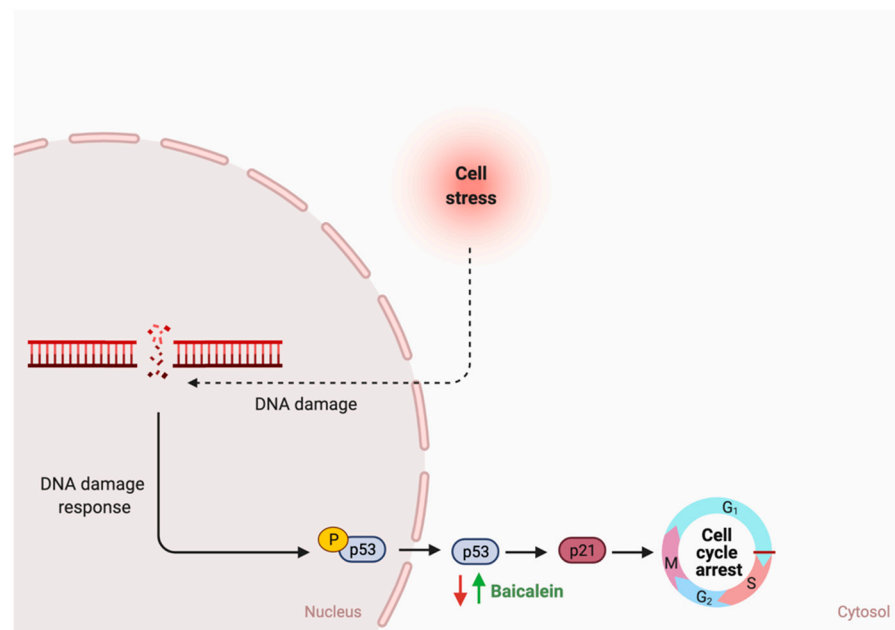 Cell
stress
DNA damage
DNA damage
response
P
p53
p53
p21
Baicalein
G₁
Cell
cycle
arrest
M
S
G₂
Nucleus
Cytosol